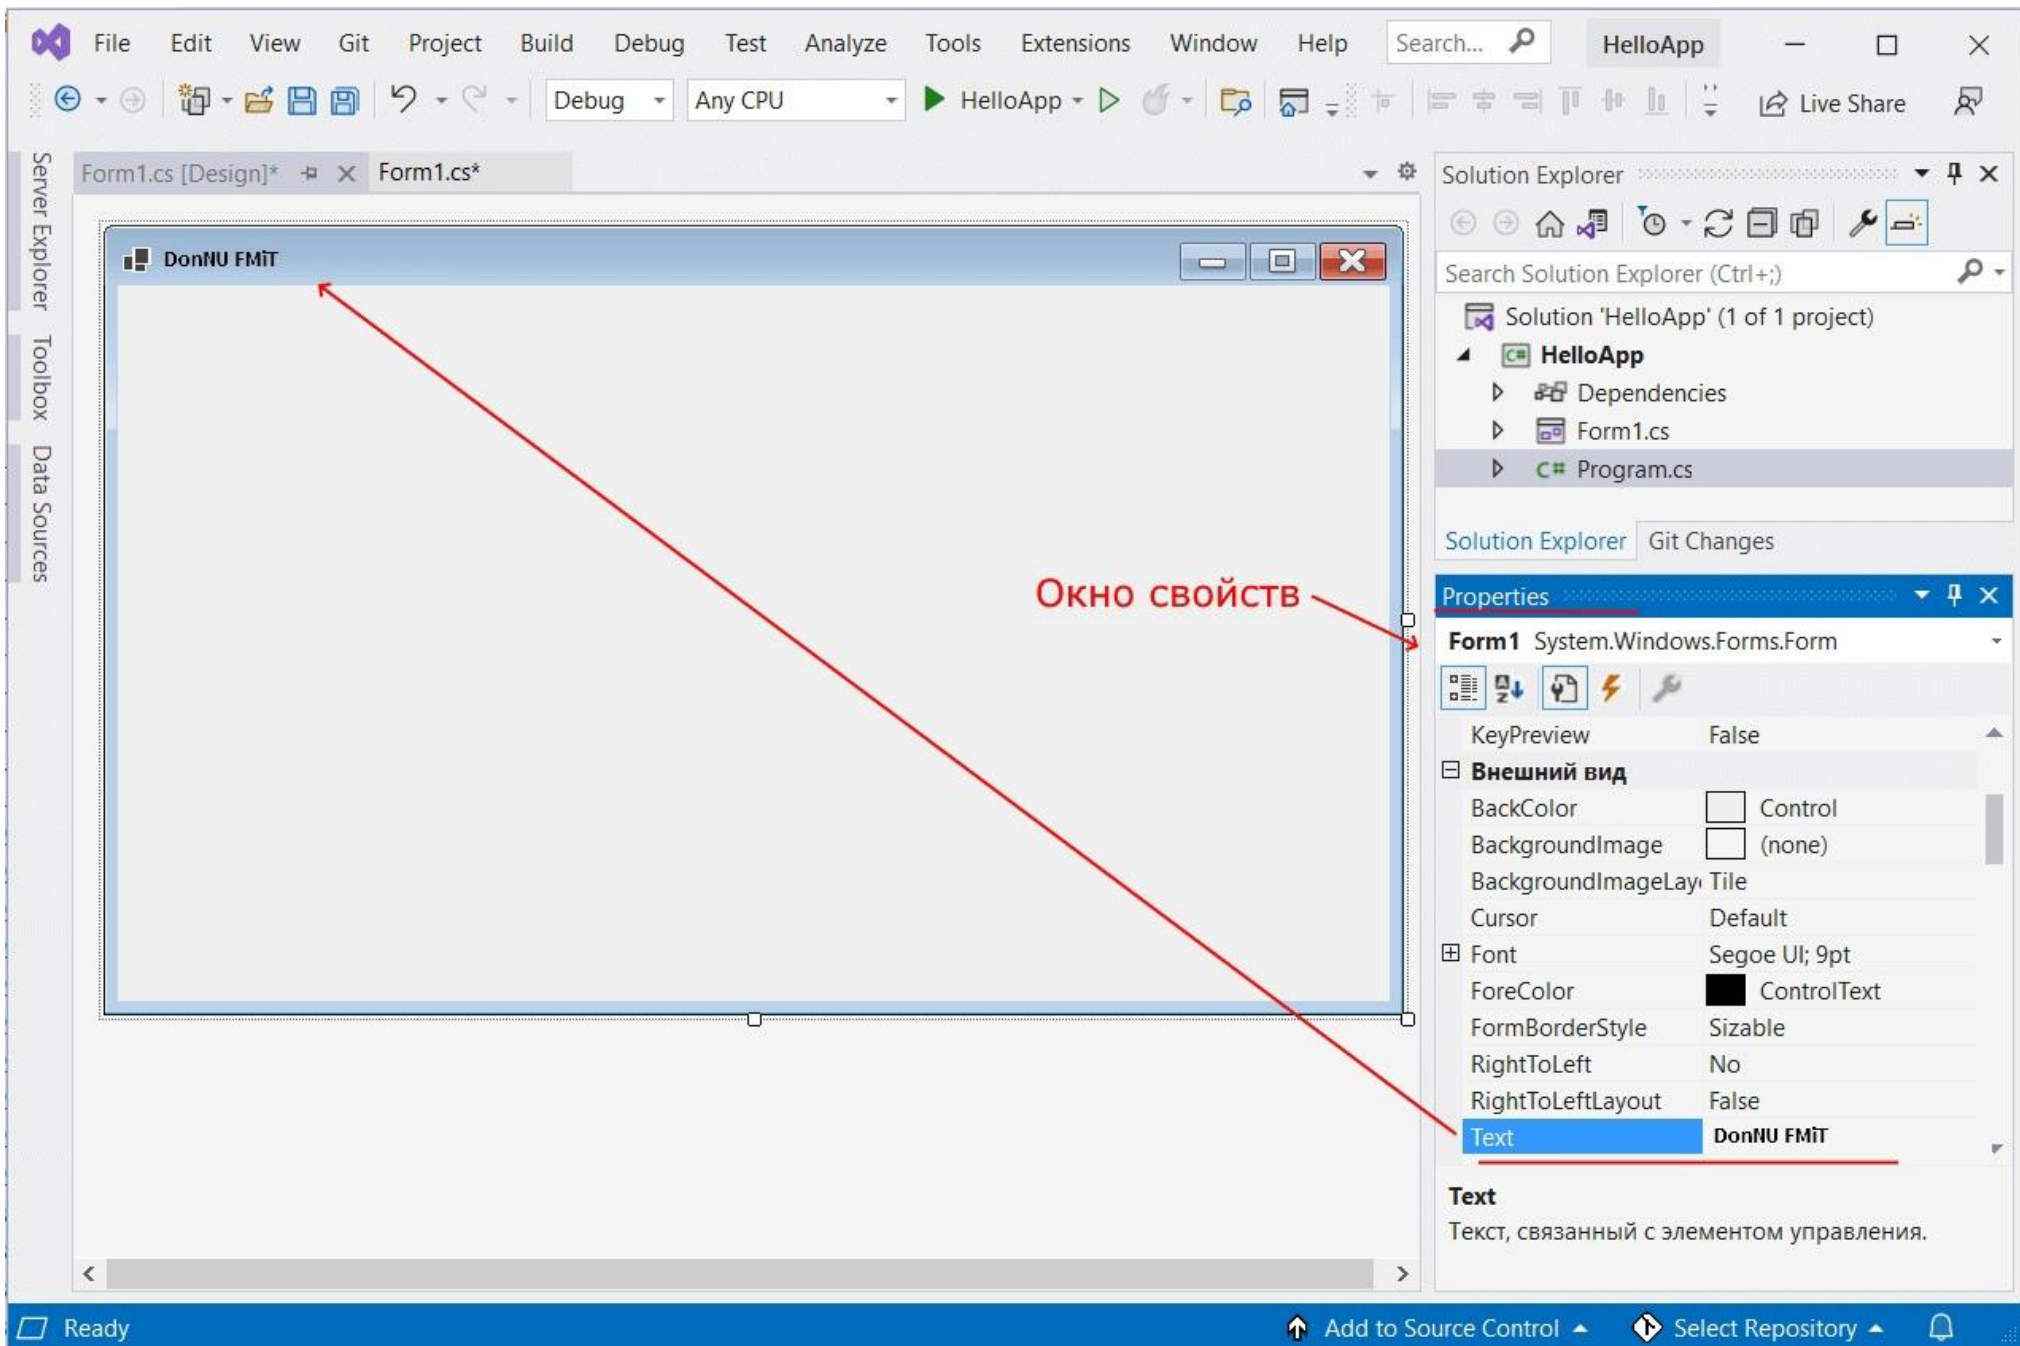 File Edit View Git Project Build Debug Test Analyze Tools Extensions Window Help Search... HelloApp
Debug Any CPU HelloApp Live Share
Server Explorer
Toolbox
Data Sources
Form1.cs [Design]* Form1.cs*
DonNU FMiT
Окно свойств
Solution Explorer
Search Solution Explorer (Ctrl+;)
Solution 'HelloApp' (1 of 1 project)
C# HelloApp
Dependencies
Form1.cs
C# Program.cs
Solution Explorer Git Changes
Properties
Form1 System.Windows.Forms.Form
KeyPreview False
Внешний вид
BackColor Control
BackgroundImage (none)
BackgroundImageLay Tile
Cursor Default
Font Segoe UI; 9pt
ForeColor ControlText
FormBorderStyle Sizable
RightToLeft No
RightToLeftLayout False
Text DonNU FMiT
Text
Текст, связанный с элементом управления.
Ready Add to Source Control Select Repository